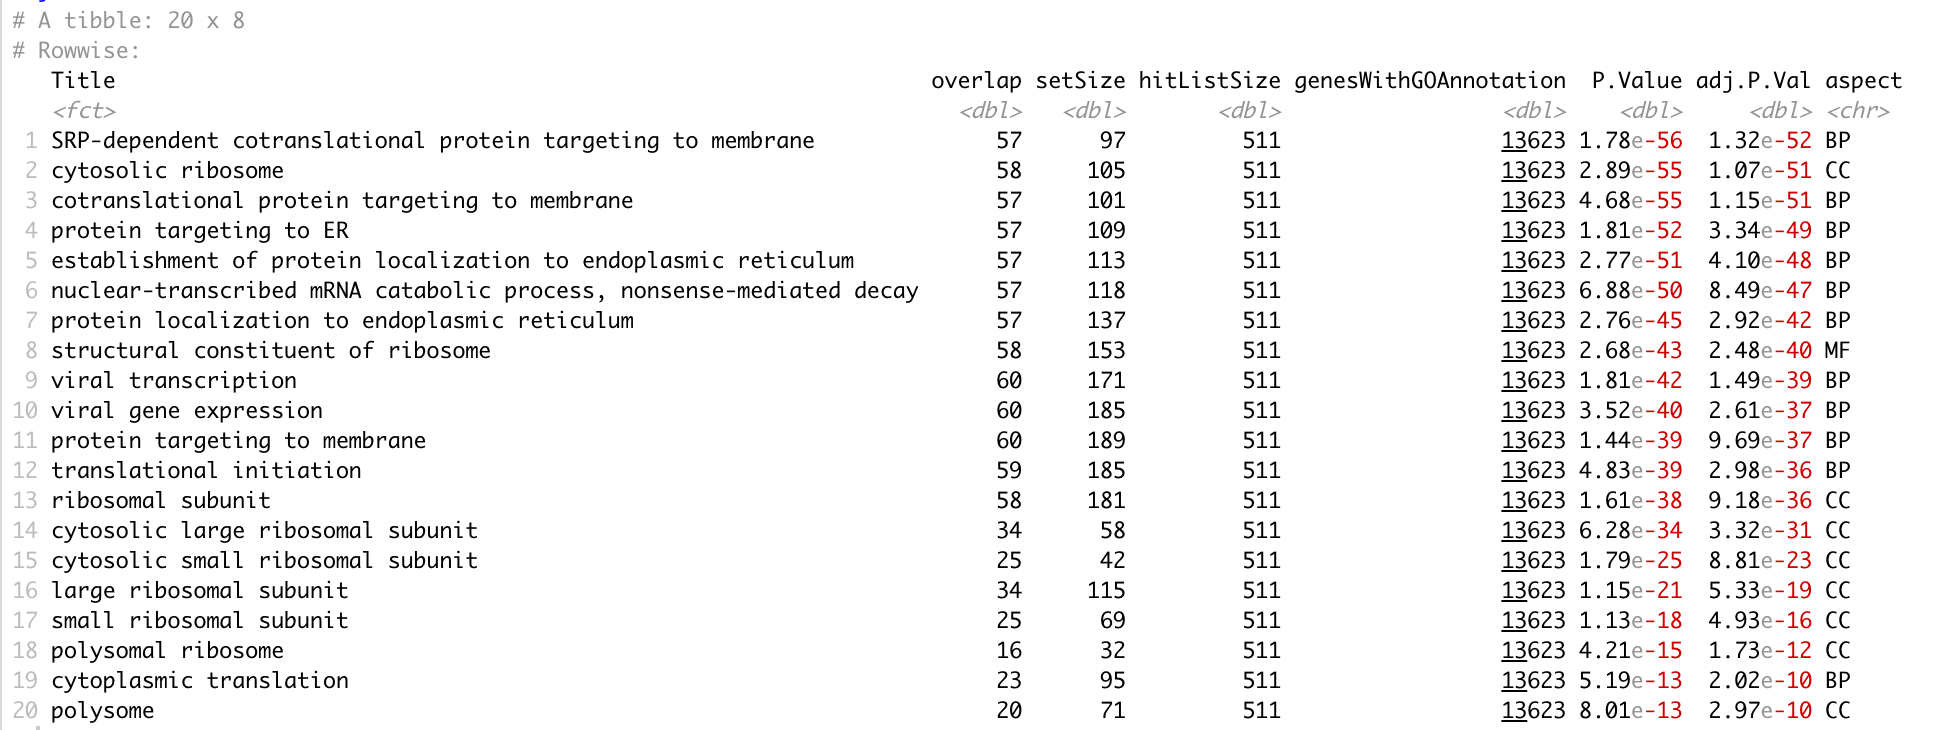 # A tibble: 20 x 8
# Rowwise:
Title overlap setSize hitListSize genesWithGOAnnotation P.Value adj.P.Val aspect
<fct> <dbl> <dbl> <dbl> <dbl> <dbl> <dbl> <chr>
1 SRP-dependent cotranslational protein targeting to membrane 57 97 511 13623 1.78e-56 1.32e-52 BP
2 cytosolic ribosome 58 105 511 13623 2.89e-55 1.07e-51 CC
3 cotranslational protein targeting to membrane 57 101 511 13623 4.68e-55 1.15e-51 BP
4 protein targeting to ER 57 109 511 13623 1.81e-52 3.34e-49 BP
5 establishment of protein localization to endoplasmic reticulum 57 113 511 13623 2.77e-51 4.10e-48 BP
6 nuclear-transcribed mRNA catabolic process, nonsense-mediated decay 57 118 511 13623 6.88e-50 8.49e-47 BP
7 protein localization to endoplasmic reticulum 57 137 511 13623 2.76e-45 2.92e-42 BP
8 structural constituent of ribosome 58 153 511 13623 2.68e-43 2.48e-40 MF
9 viral transcription 60 171 511 13623 1.81e-42 1.49e-39 BP
10 viral gene expression 60 185 511 13623 3.52e-40 2.61e-37 BP
11 protein targeting to membrane 60 189 511 13623 1.44e-39 9.69e-37 BP
12 translational initiation 59 185 511 13623 4.83e-39 2.98e-36 BP
13 ribosomal subunit 58 181 511 13623 1.61e-38 9.18e-36 CC
14 cytosolic large ribosomal subunit 34 58 511 13623 6.28e-34 3.32e-31 CC
15 cytosolic small ribosomal subunit 25 42 511 13623 1.79e-25 8.81e-23 CC
16 large ribosomal subunit 34 115 511 13623 1.15e-21 5.33e-19 CC
17 small ribosomal subunit 25 69 511 13623 1.13e-18 4.93e-16 CC
18 polysomal ribosome 16 32 511 13623 4.21e-15 1.73e-12 CC
19 cytoplasmic translation 23 95 511 13623 5.19e-13 2.02e-10 BP
20 polysome 20 71 511 13623 8.01e-13 2.97e-10 CC